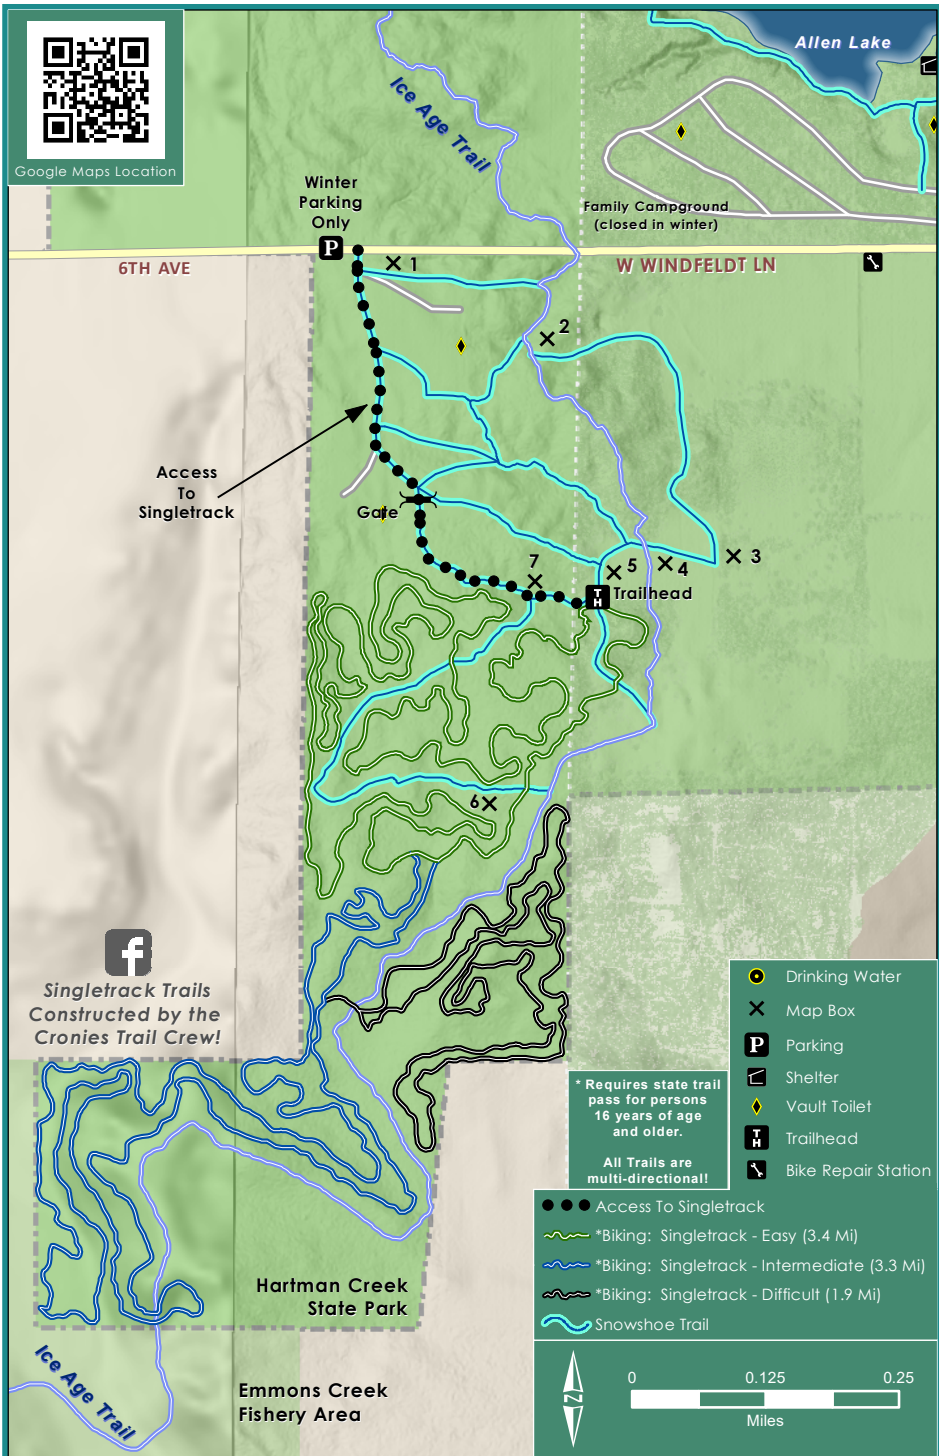 Google Maps Location
Allen Lake
Ice Age Trail
Winter
Parking
Only
P
Family Campground
(closed in winter)
6TH AVE
W WINDFELDT LN
1
2
Access
To
Singletrack
Gate
3
4
5
7
TH
Trailhead
6
f
Singletrack Trails
Constructed by the
Cronies Trail Crew!
Drinking Water
Map Box
P Parking
Shelter
Vault Toilet
TH Trailhead
Bike Repair Station
* Requires state trail
pass for persons
16 years of age
and older.
All Trails are
multi-directional!
Access To Singletrack
*Biking: Singletrack - Easy (3.4 Mi)
*Biking: Singletrack - Intermediate (3.3 Mi)
*Biking: Singletrack - Difficult (1.9 Mi)
Snowshoe Trail
Hartman Creek
State Park
Ice Age Trail
Emmons Creek
Fishery Area
N
0 0.125 0.25
Miles